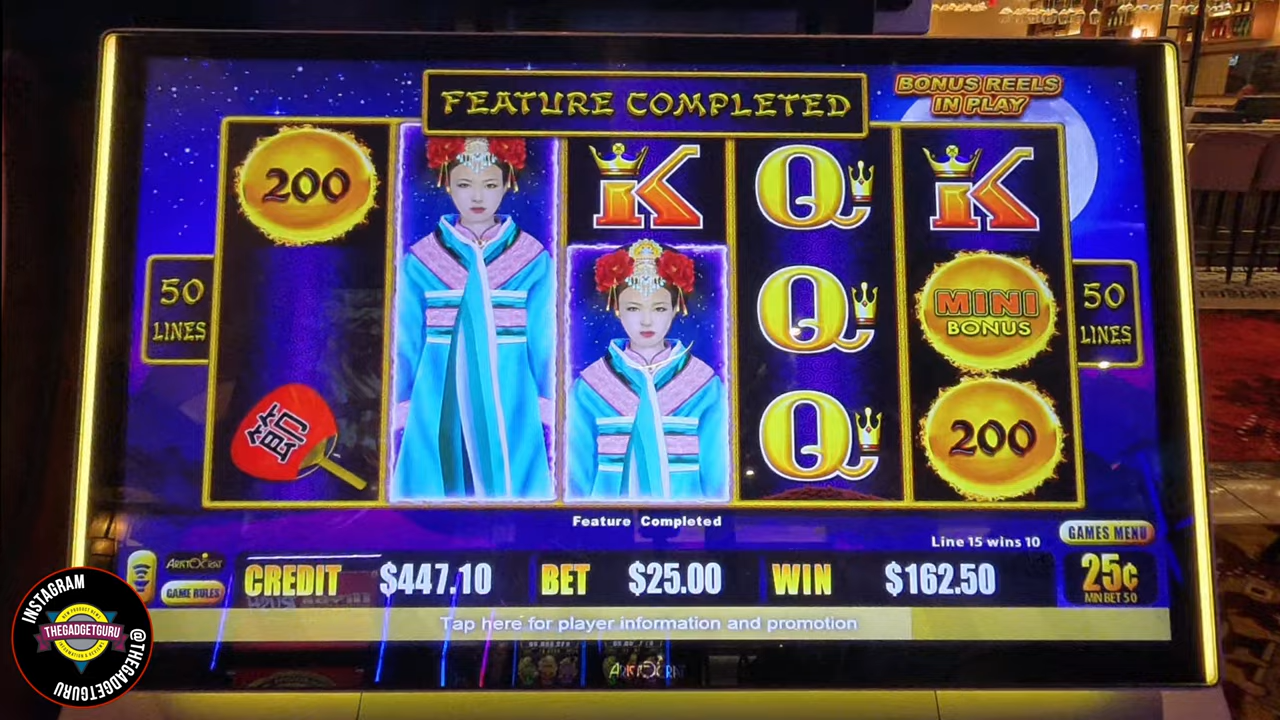 FEATURE COMPLETED
BONUS REELS
IN PLAY
200
K
Q
K
50
LINES
Q
MINI
BONUS
50
LINES
Q
200
Feature Completed
GAMES MENU
Line 15 wins 10
ARISTOCRAT
GAME RULES
CREDIT $447.10 BET $25.00 WIN $162.50
25¢
MIN BET 50
Tap here for player information and promotion
ARISTOCRAT
INSTAGRAM
THEGADGETGURU
@THEGADGETGURU